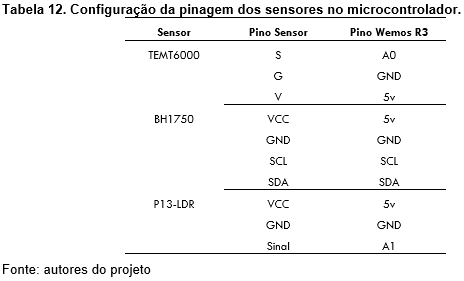 Tabela 12. Configuração da pinagem dos sensores no microcontrolador.
Sensor Pino Sensor Pino Wemos R3
TEMT6000 S A0
G GND
V 5v
BH1750 VCC 5v
GND GND
SCL SCL
SDA SDA
P13-LDR VCC 5v
GND GND
Sinal A1
Fonte: autores do projeto